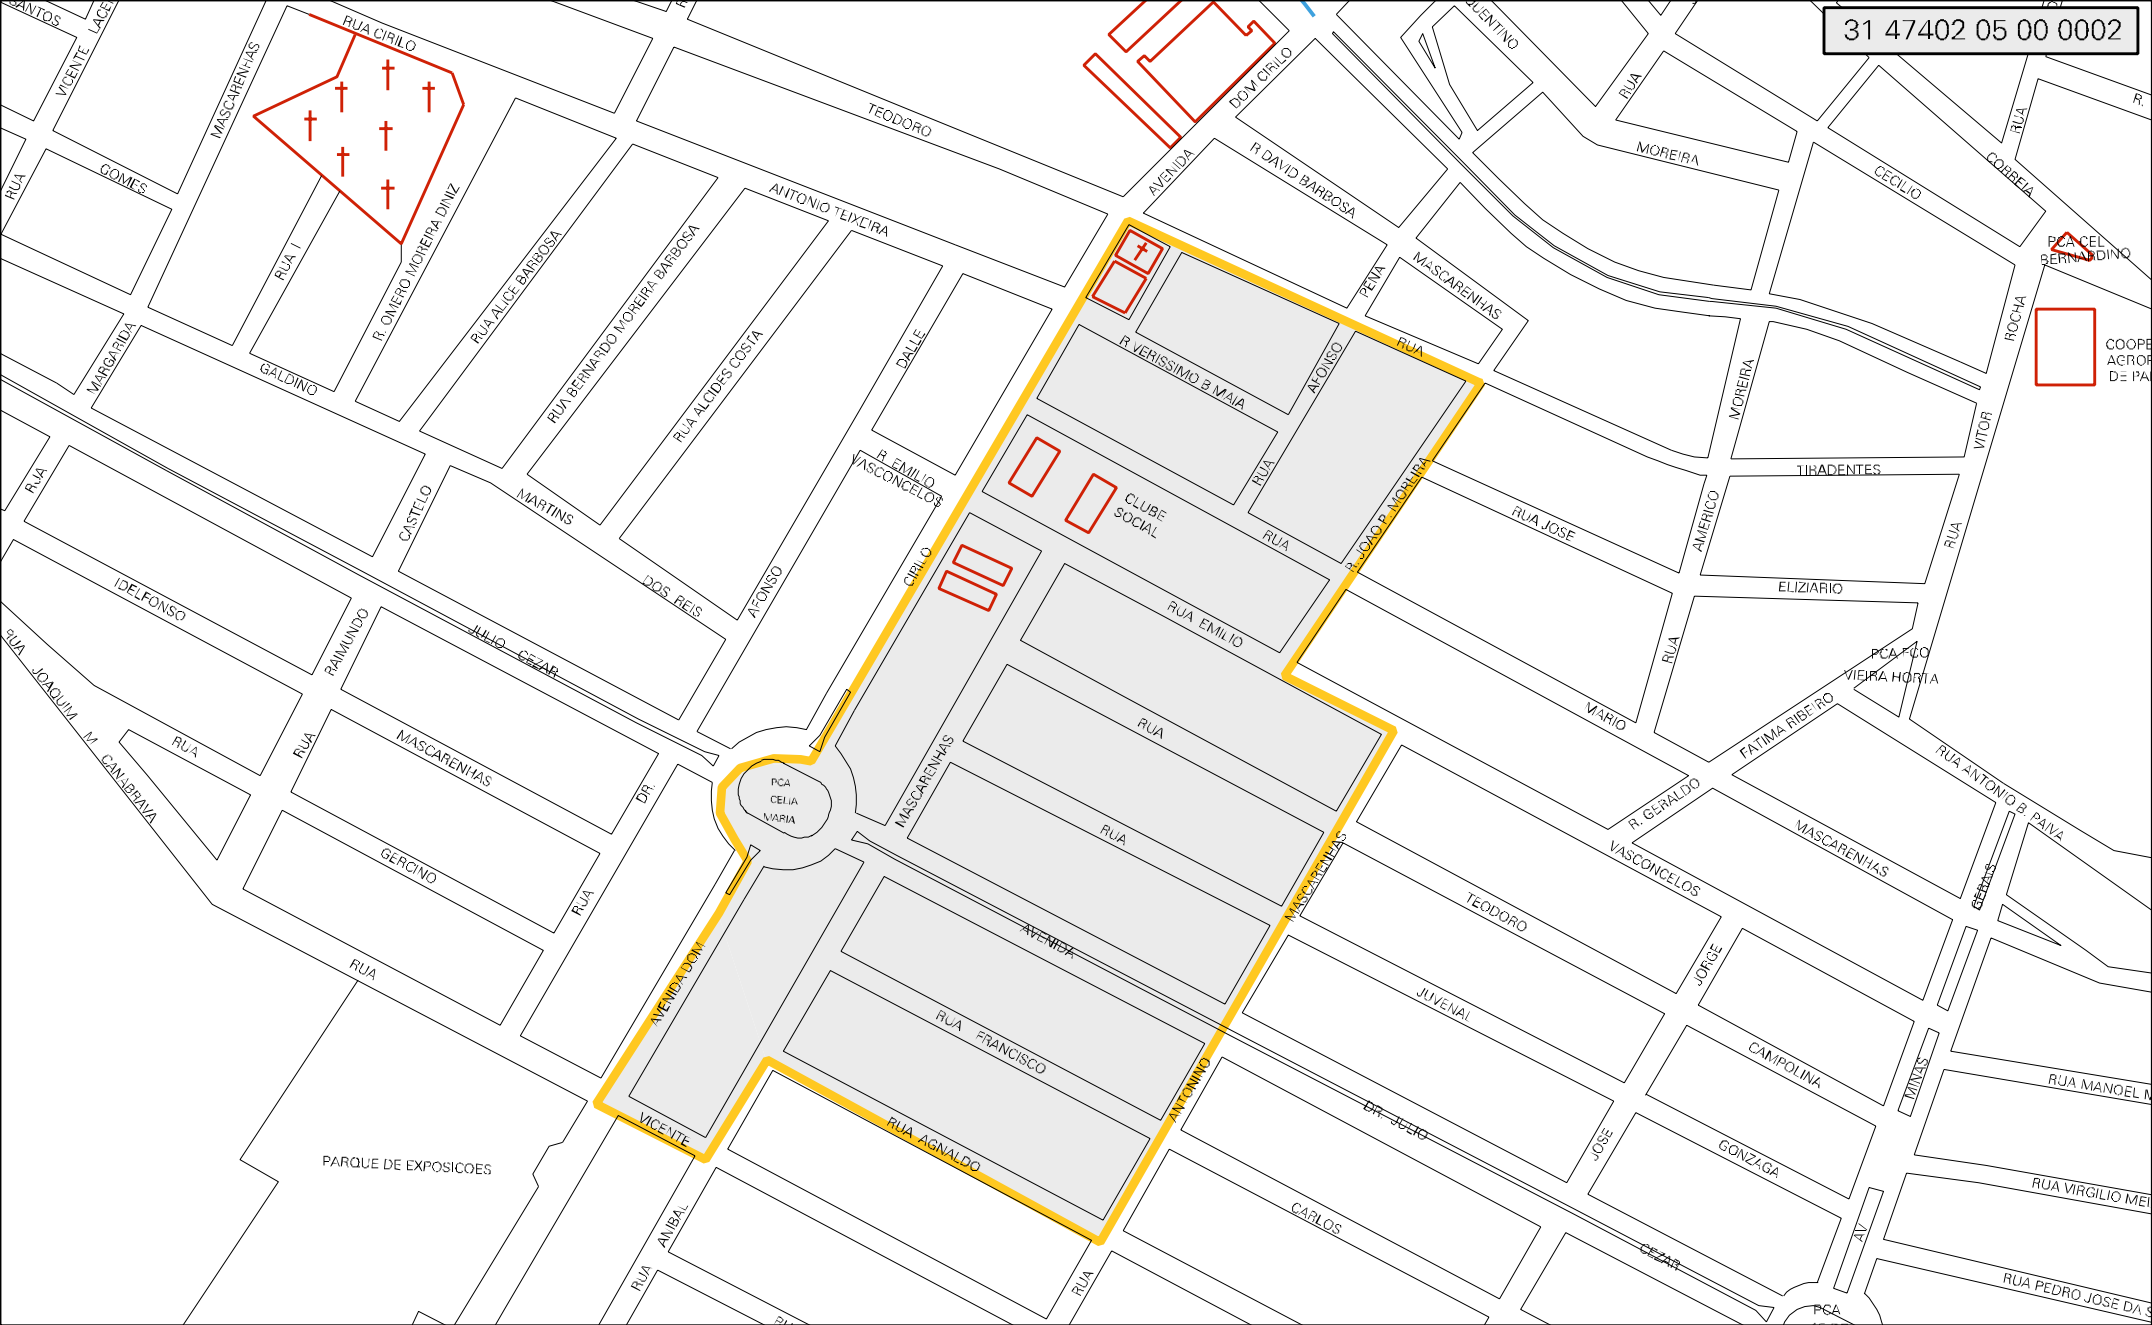 31 47402 05 00 0002
SANTOS
VICENTE
LACER
MASCARENHAS
RUA CIRILO
TEODORO
DOM CIRILO
AVENIDA
R DAVID BARBOSA
QUENTINO
RUA
MOREIRA
CECILIO
CORREIA
RUA
R.
PCA CEL
BERNARDINO
ROCHA
COOPE
AGROP
DE PAI
VITOR
RUA
GOMES
RUA I
R. OMERO MOREIRA DINIZ
RUA ALICE BARBOSA
RUA BERNARDO MOREIRA BARBOSA
RUA ALCIDES COSTA
ANTONIO TEIXEIRA
DALLE
PENA
MASCARENHAS
RUA
AFONSO
R VERISSIMO B MAIA
RUA
MARGARIDA
GALDINO
R EMILIO
VASCONCELOS
CLUBE
SOCIAL
RUA
R. JOAO P. MOREIRA
RUA JOSE
MOREIRA
TIRADENTES
AMERICO
ELIZIARIO
RUA
RUA
PCA FCO
VIEIRA HORTA
RUA
CASTELO
MARTINS
DOS REIS
AFONSO
CIRILO
IDELFONSO
RAIMUNDO
JULIO CEZAR
RUA EMILIO
MARIO
FATIMA RIBEIRO
R. GERALDO
RUA ANTONIO B. PAIVA
RUA
JOAQUIM
M.
CANABRAVA
RUA
RUA
MASCARENHAS
DR.
PCA
CELIA
MARIA
MASCARENHAS
RUA
RUA
MASCARENHAS
VASCONCELOS
MASCARENHAS
GERAIS
GERCINO
RUA
RUA
AVENIDA DOM
AVENIDA
TEODORO
JORGE
JUVENAL
CAMPOLINA
MINAS
RUA MANOEL M
RUA FRANCISCO
ANTONINO
DR. JULIO
JOSE
GONZAGA
RUA VIRGILIO MEI
VICENTE
RUA AGNALDO
PARQUE DE EXPOSICOES
ANIBAL
RUA
RUA
CARLOS
CEZAR
AV
RUA PEDRO JOSE DA S
PCA